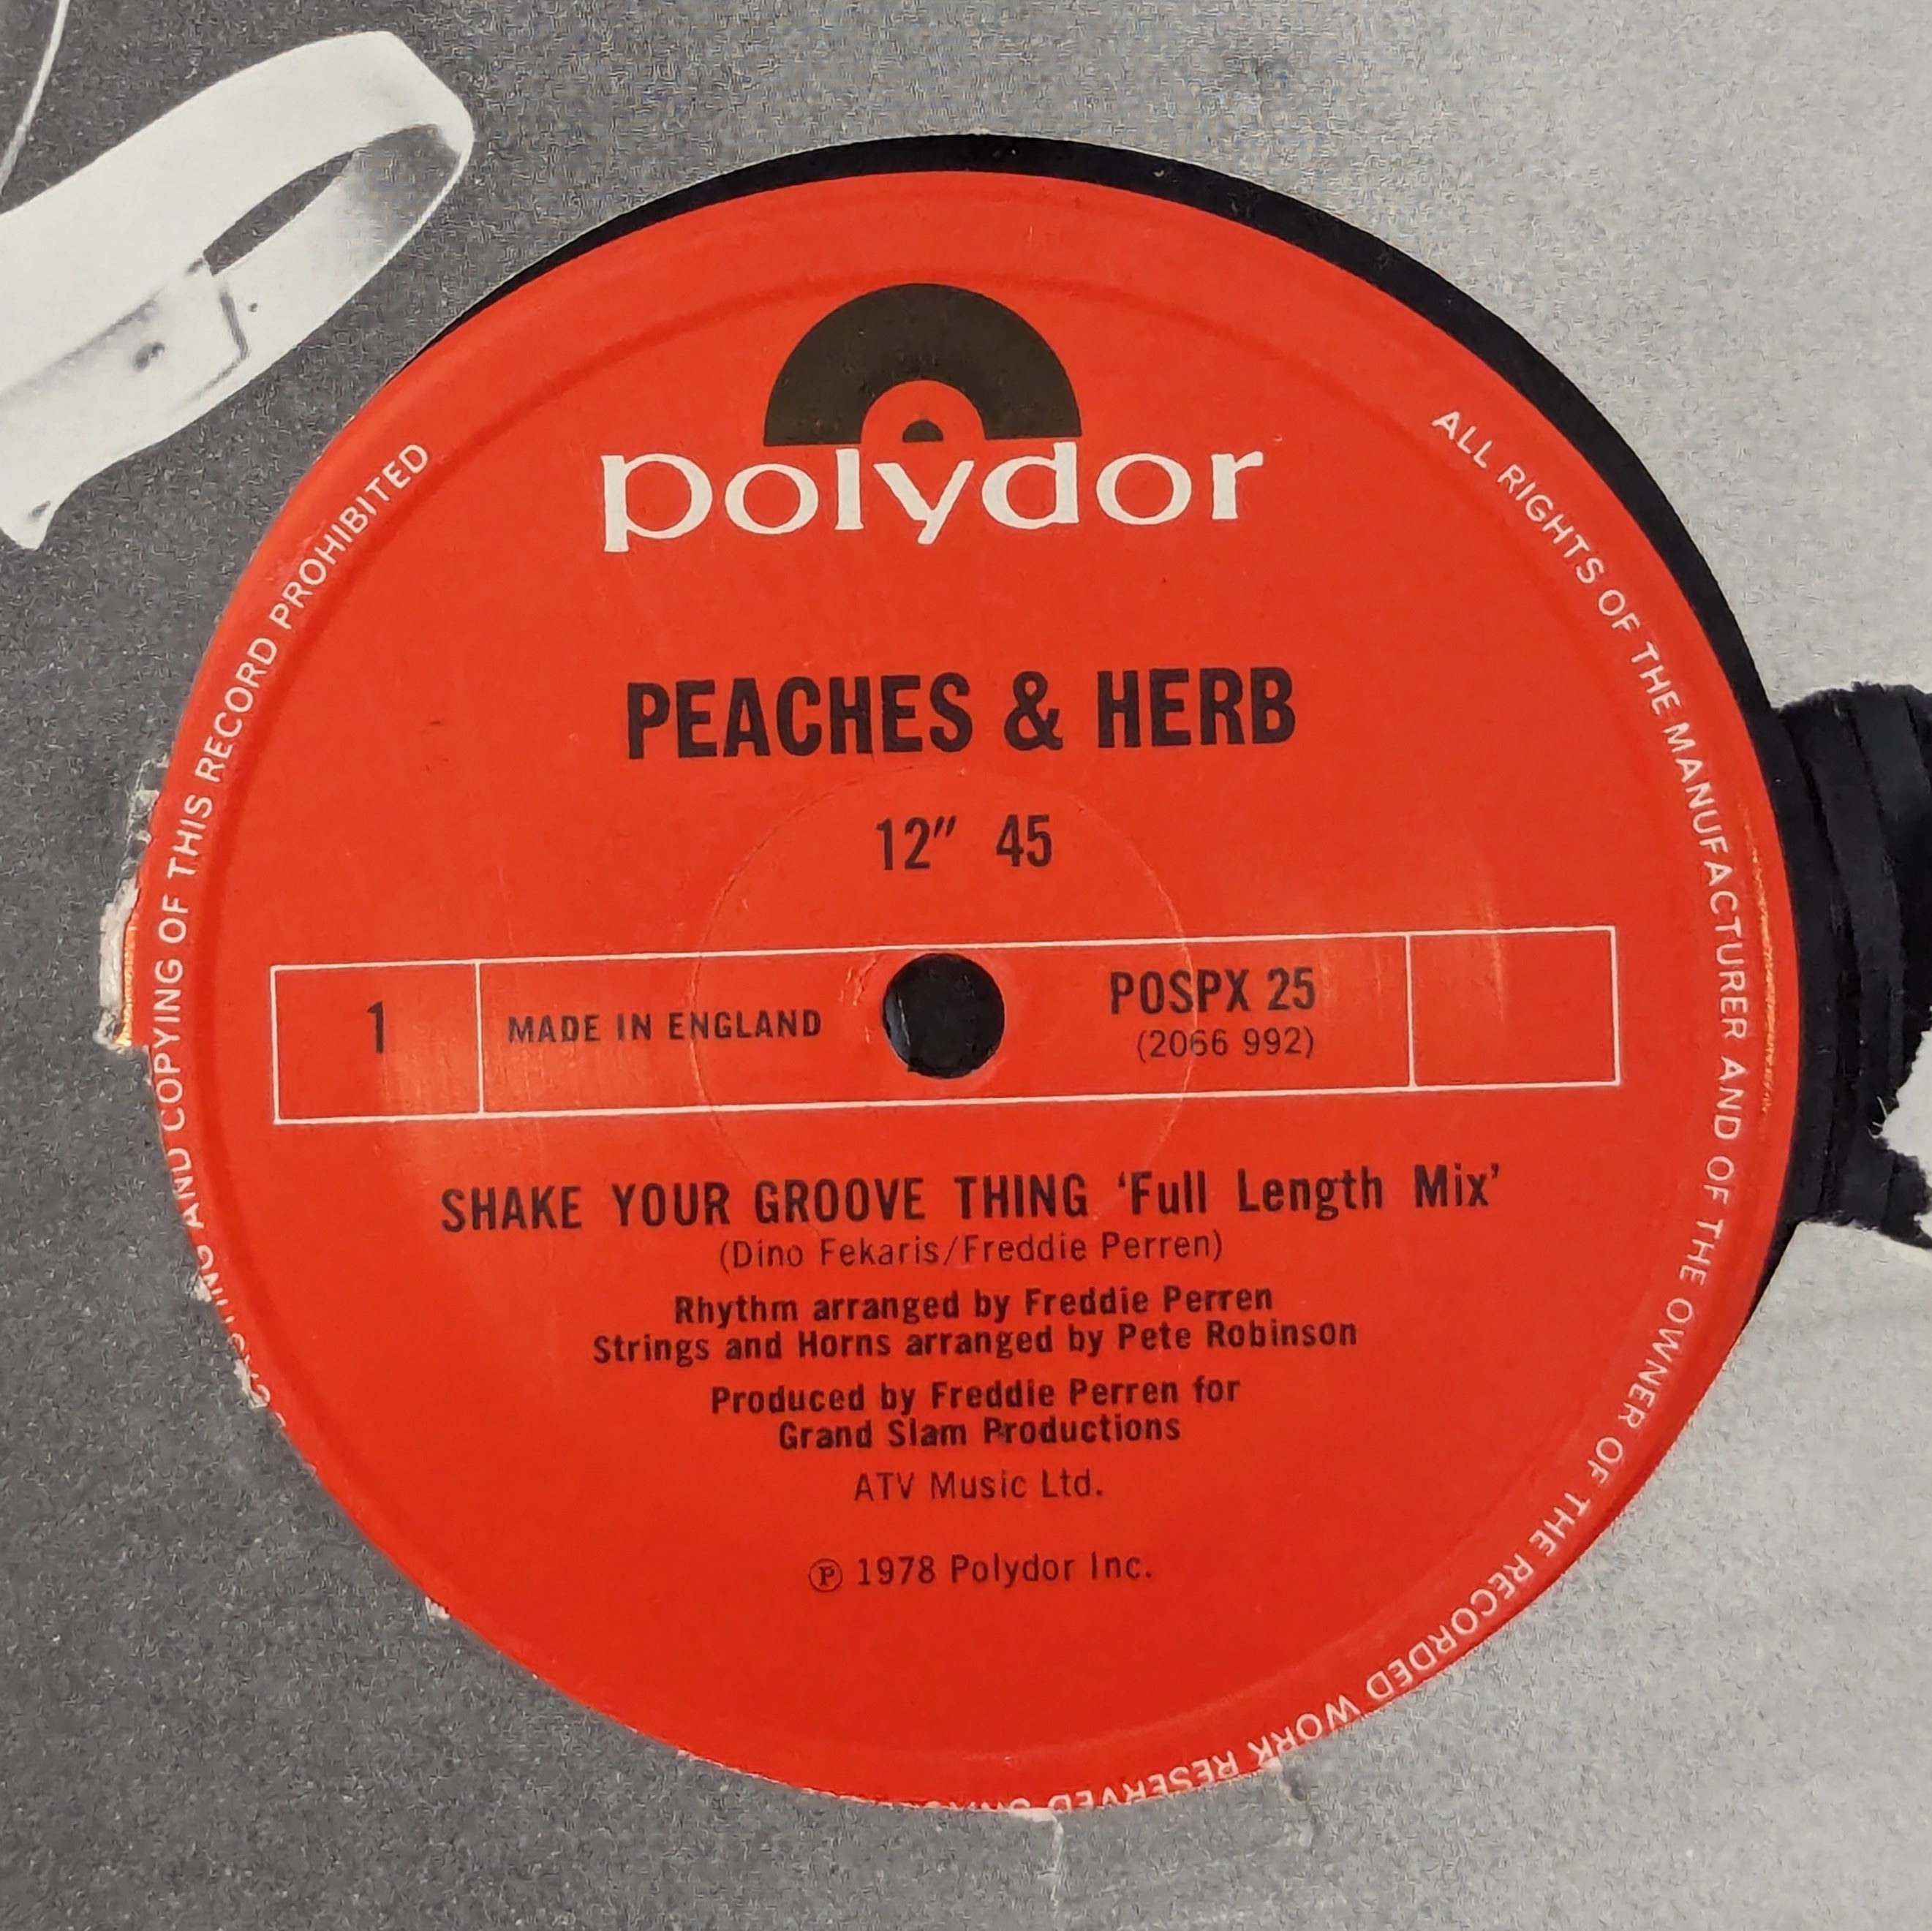 polydor
PEACHES & HERB
12" 45
1
MADE IN ENGLAND
POSPX 25
(2066 992)
SHAKE YOUR GROOVE THING 'Full Length Mix'
(Dino Fekaris/Freddie Perren)
Rhythm arranged by Freddie Perren
Strings and Horns arranged by Pete Robinson
Produced by Freddie Perren for
Grand Slam Productions
ATV Music Ltd.
℗ 1978 Polydor Inc.
ALL RIGHTS OF THE MANUFACTURER AND OF THE OWNER OF THE RECORDED WORK RESERVED
AND COPYING OF THIS RECORD PROHIBITED